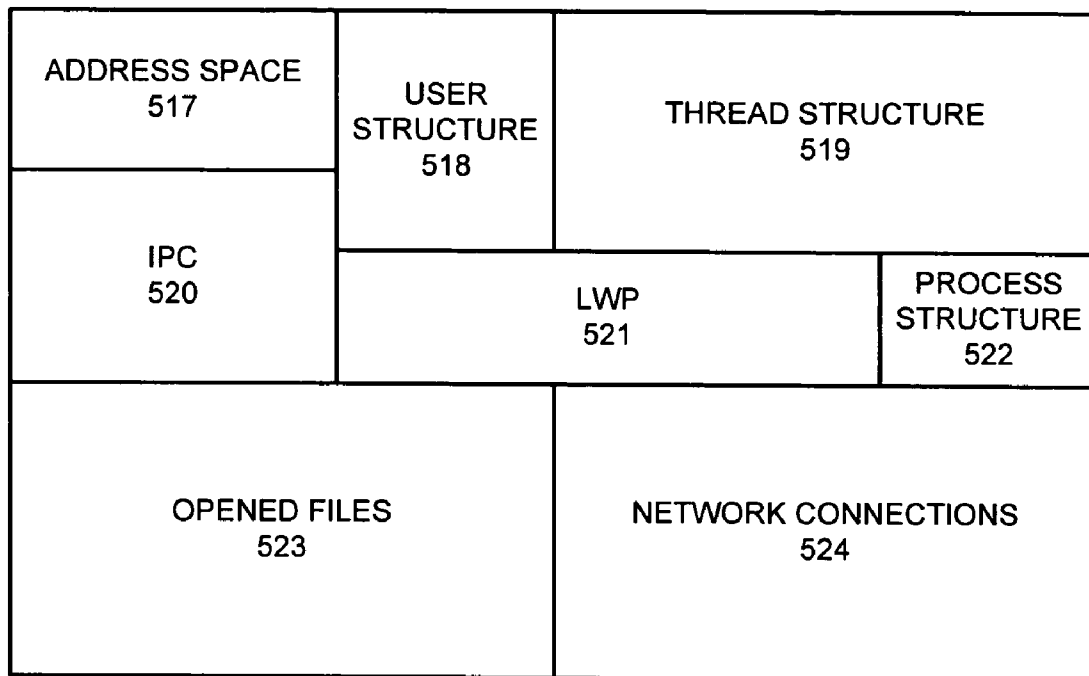 ADDRESS SPACE
517
USER
STRUCTURE
518
THREAD STRUCTURE
519
IPC
520
LWP
521
PROCESS
STRUCTURE
522
OPENED FILES
523
NETWORK CONNECTIONS
524